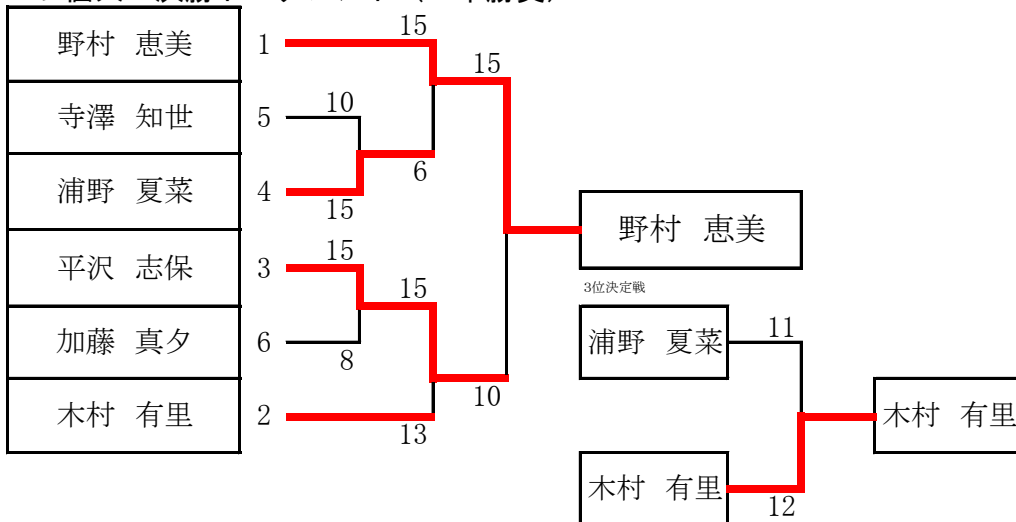 15
野村 恵美 1
15
寺澤 知世 5 10
6
浦野 夏菜 4
15
野村 恵美
平沢 志保 3 15
15
3位決定戦
加藤 真夕 6
8
浦野 夏菜 11
10
木村 有里 2
13
木村 有里
木村 有里
12